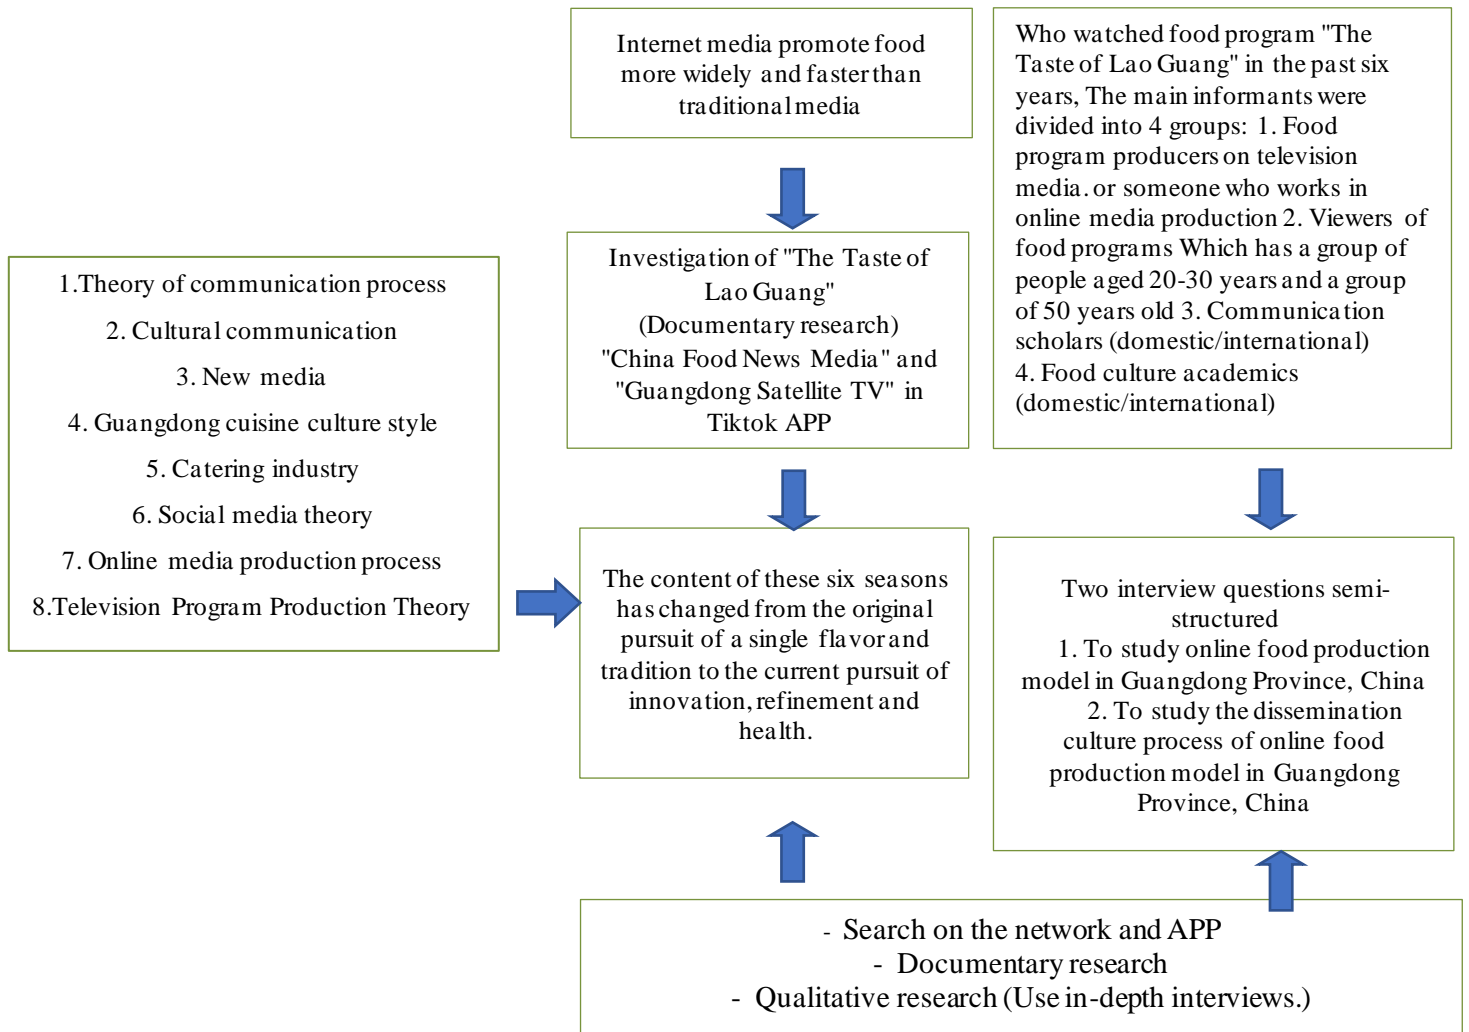 Internet media promote food
more widely and faster than
traditional media
Who watched food program "The
Taste of Lao Guang" in the past six
years, The main informants were
divided into 4 groups: 1. Food
program producers on television
media. or someone who works in
online media production 2. Viewers of
food programs Which has a group of
people aged 20-30 years and a group
of 50 years old 3. Communication
scholars (domestic/international)
4. Food culture academics
(domestic/international)
1.Theory of communication process
2. Cultural communication
3. New media
4. Guangdong cuisine culture style
5. Catering industry
6. Social media theory
7. Online media production process
8.Television Program Production Theory
Investigation of "The Taste of
Lao Guang"
(Documentary research)
"China Food News Media" and
"Guangdong Satellite TV" in
Tiktok APP
The content of these six seasons
has changed from the original
pursuit of a single flavor and
tradition to the current pursuit of
innovation, refinement and
health.
Two interview questions semi-
structured
1. To study online food production
model in Guangdong Province, China
2. To study the dissemination
culture process of online food
production model in Guangdong
Province, China
- Search on the network and APP
- Documentary research
- Qualitative research (Use in-depth interviews.)